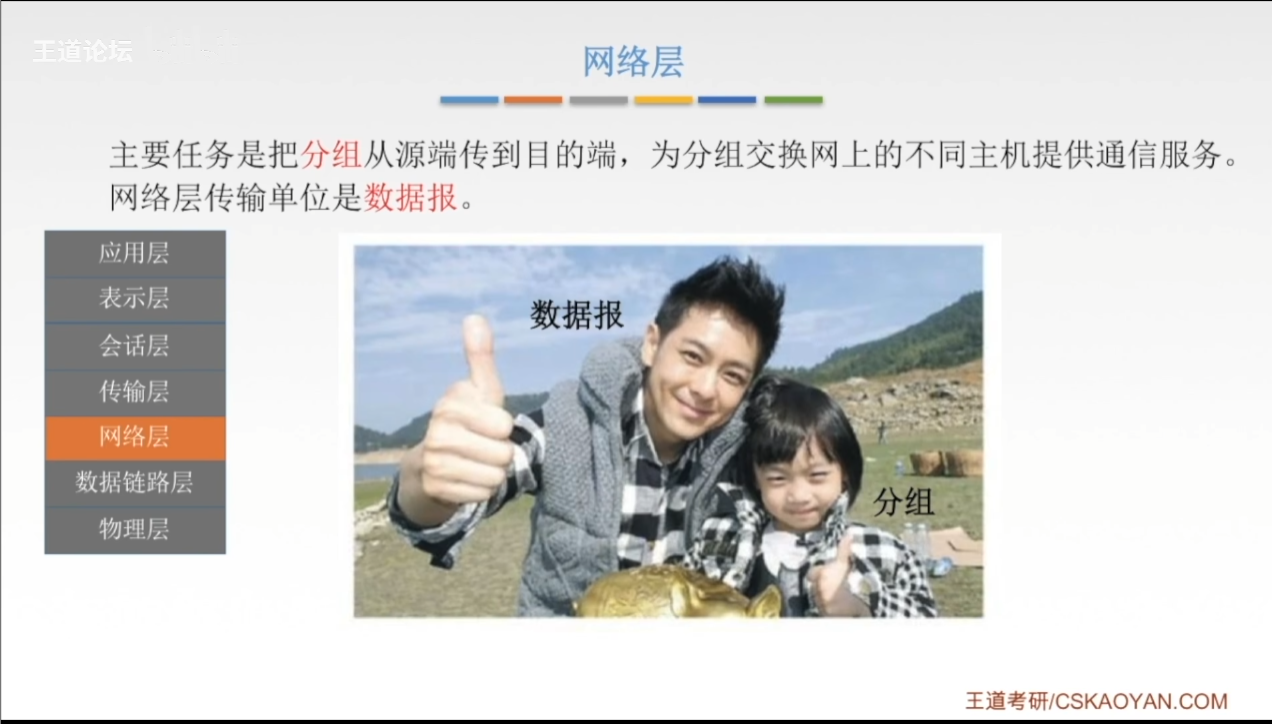 王道论坛
网络层
主要任务是把分组从源端传到目的端，为分组交换网上的不同主机提供通信服务。
网络层传输单位是数据报。
应用层
表示层
会话层
传输层
网络层
数据链路层
物理层
数据报
分组
王道考研/CSKAOYAN.COM